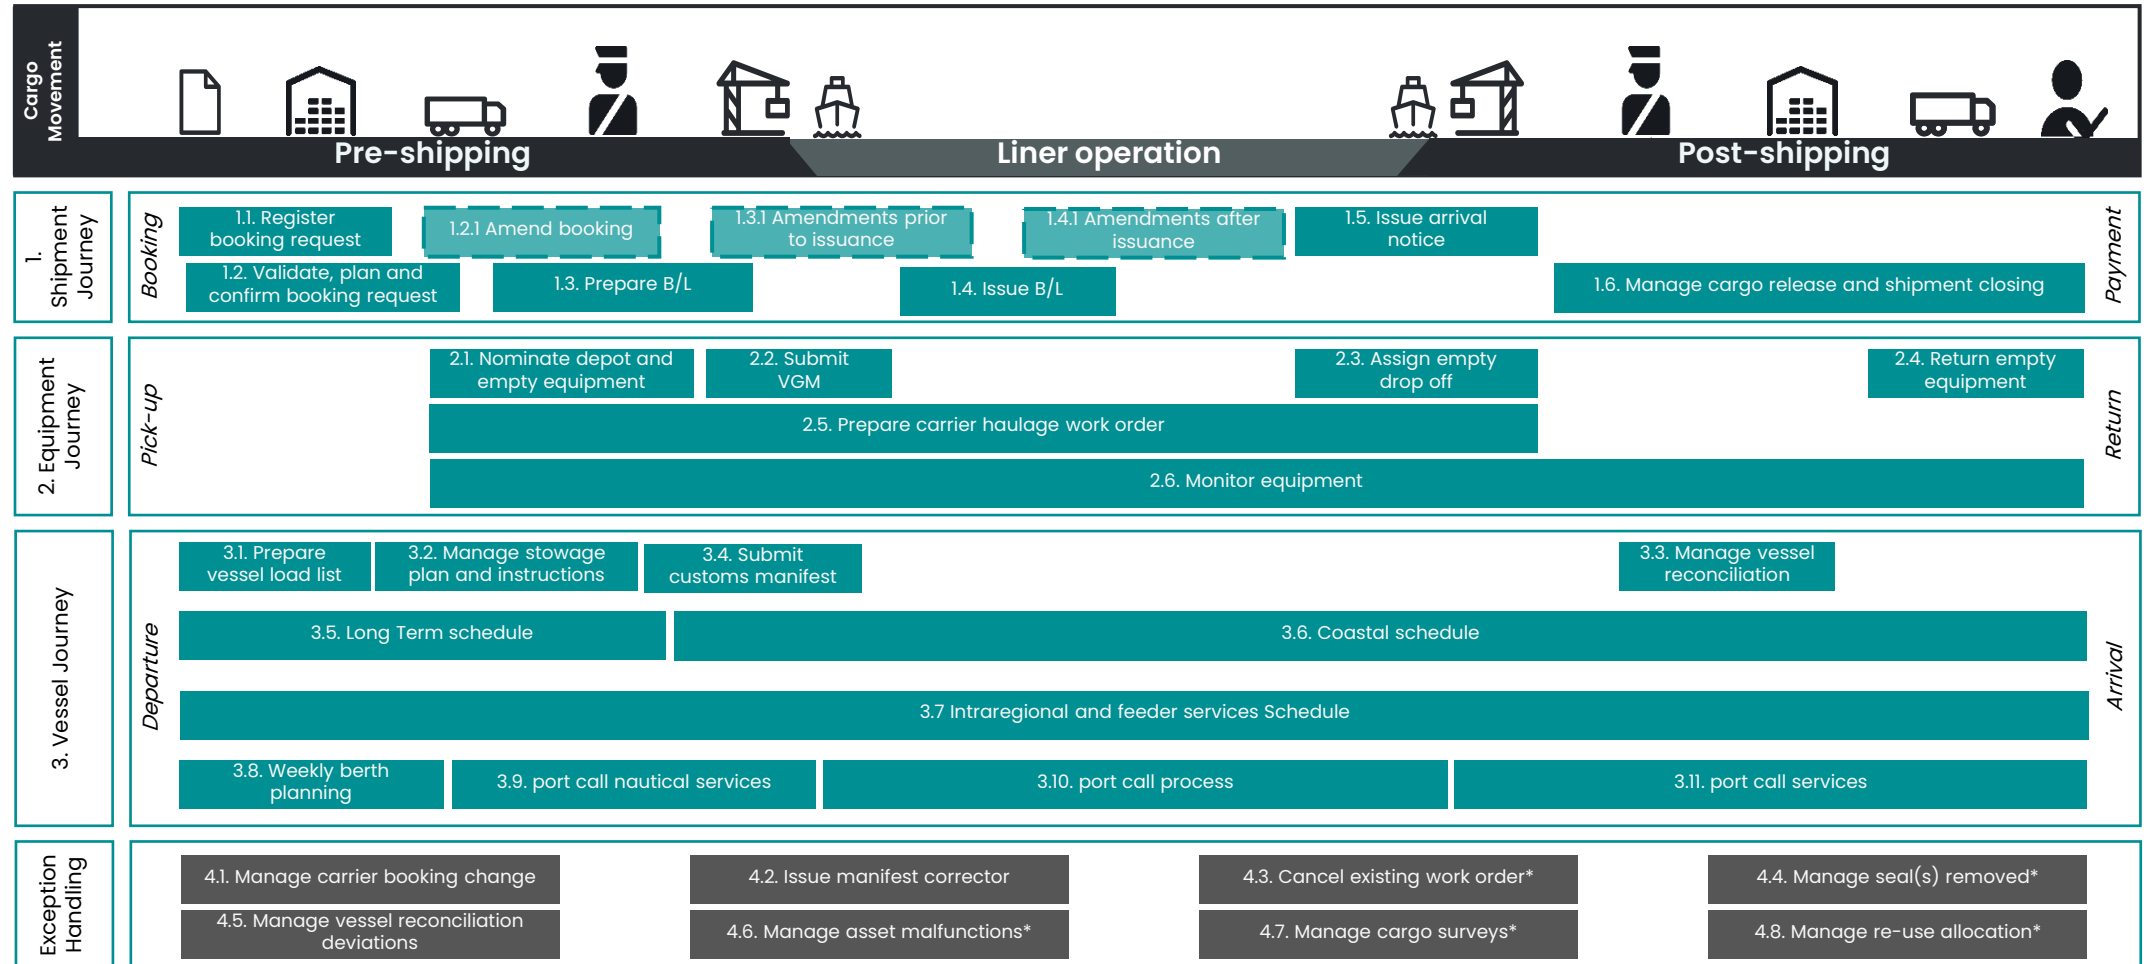 Cargo
Movement
Pre-shipping
Liner operation
Post-shipping
1.
Shipment
Journey
Booking
1.1. Register
booking request
1.2.1 Amend booking
1.3.1 Amendments prior
to issuance
1.4.1 Amendments after
issuance
1.5. Issue arrival
notice
1.2. Validate, plan and
confirm booking request
1.3. Prepare B/L
1.4. Issue B/L
1.6. Manage cargo release and shipment closing
Payment
2. Equipment
Journey
Pick-up
2.1. Nominate depot and
empty equipment
2.2. Submit
VGM
2.3. Assign empty
drop off
2.4. Return empty
equipment
2.5. Prepare carrier haulage work order
2.6. Monitor equipment
Return
3. Vessel Journey
Departure
3.1. Prepare
vessel load list
3.2. Manage stowage
plan and instructions
3.4. Submit
customs manifest
3.3. Manage vessel
reconciliation
3.5. Long Term schedule
3.6. Coastal schedule
3.7 Intraregional and feeder services Schedule
3.8. Weekly berth
planning
3.9. port call nautical services
3.10. port call process
3.11. port call services
Arrival
Exception
Handling
4.1. Manage carrier booking change
4.2. Issue manifest corrector
4.3. Cancel existing work order*
4.4. Manage seal(s) removed*
4.5. Manage vessel reconciliation
deviations
4.6. Manage asset malfunctions*
4.7. Manage cargo surveys*
4.8. Manage re-use allocation*